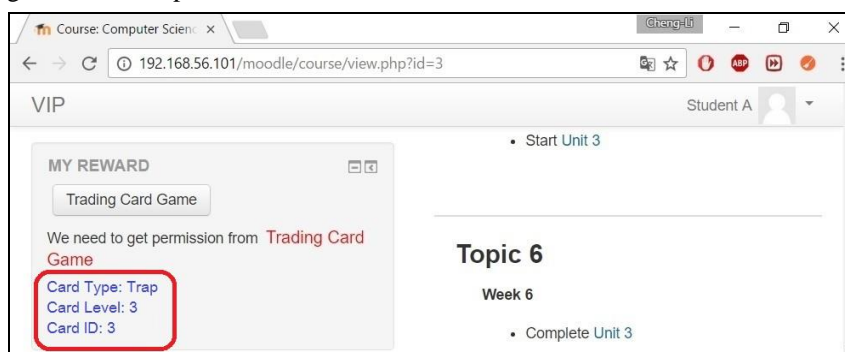 Course: Computer Scienc
Cheng-Li
192.168.56.101/moodle/course/view.php?id=3
ABP
VIP
Student A
MY REWARD
Trading Card Game
We need to get permission from Trading Card
Game
Card Type: Trap
Card Level: 3
Card ID: 3
Start Unit 3
Topic 6
Week 6
Complete Unit 3